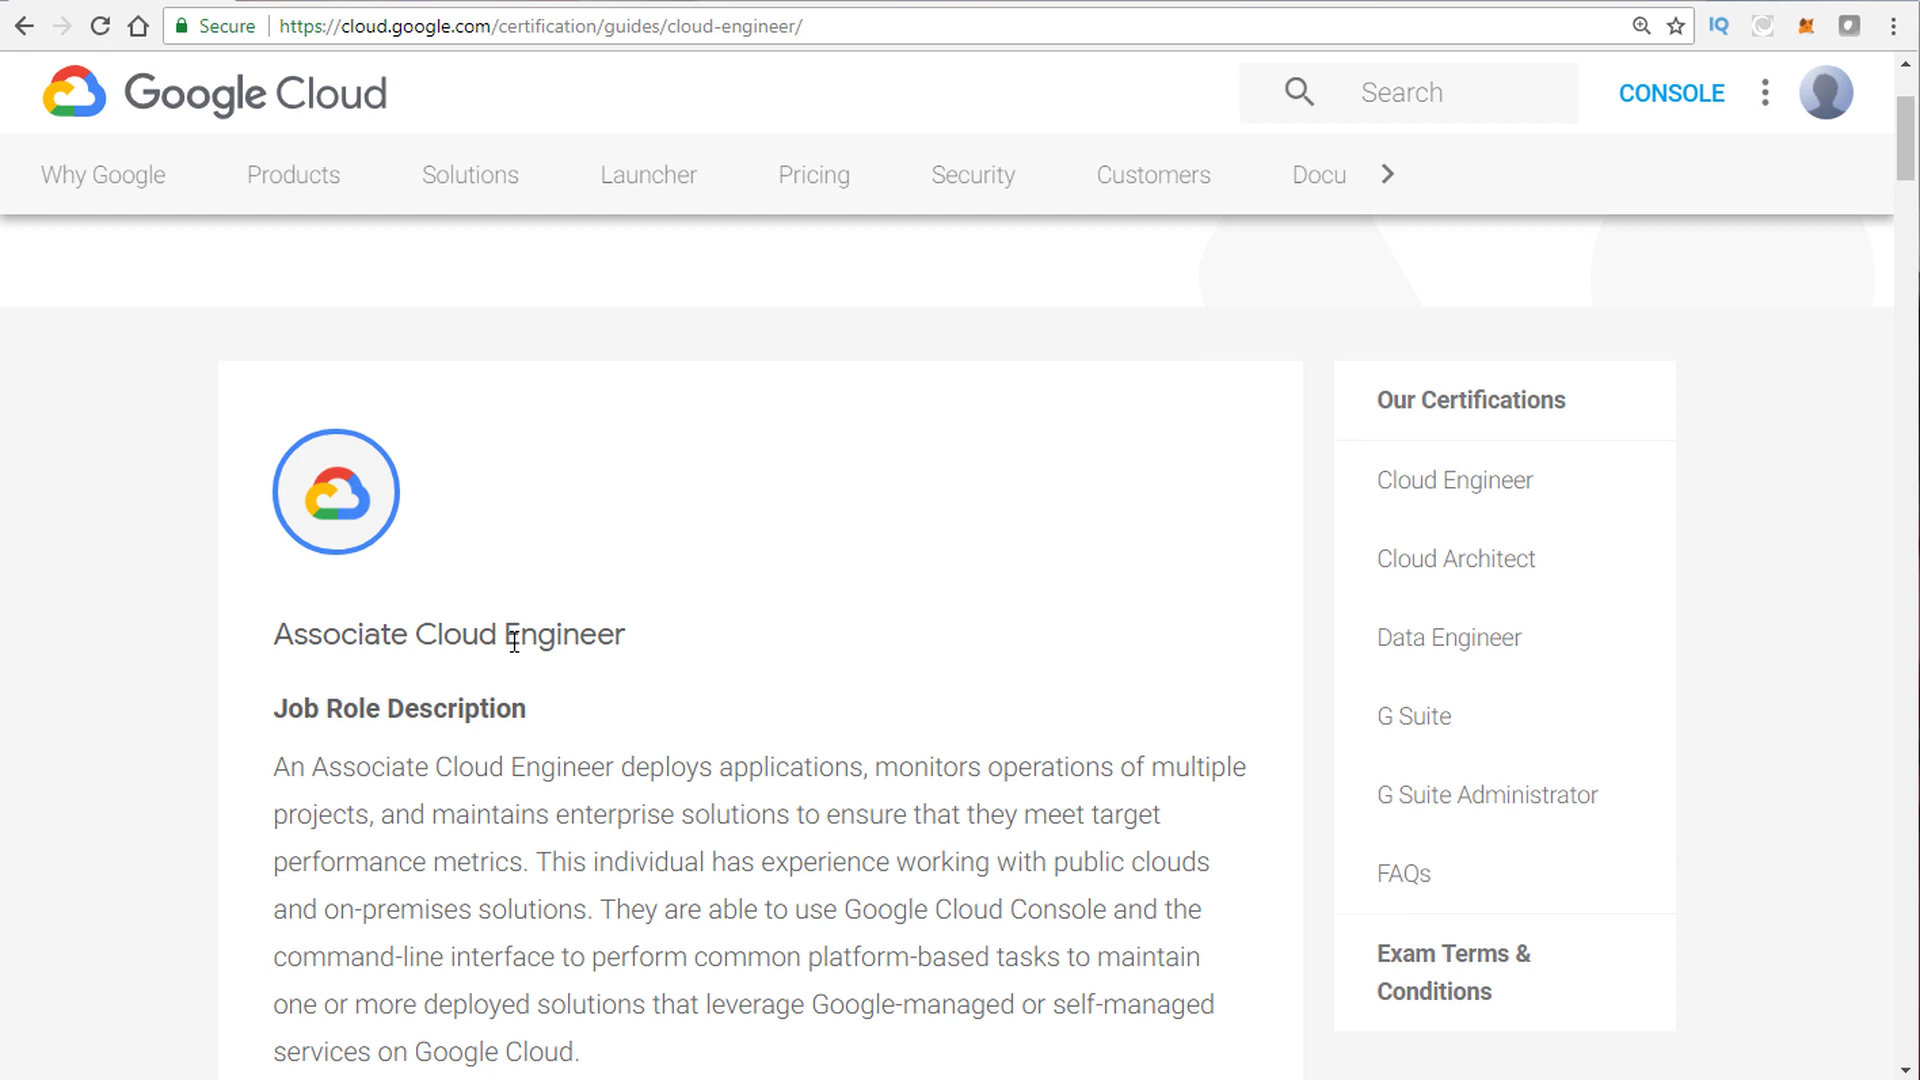 Secure https://cloud.google.com/certification/guides/cloud-engineer/
IQ
Google Cloud
Search
CONSOLE
Why Google Products Solutions Launcher Pricing Security Customers Docu
Associate Cloud Engineer
Job Role Description
An Associate Cloud Engineer deploys applications, monitors operations of multiple
projects, and maintains enterprise solutions to ensure that they meet target
performance metrics. This individual has experience working with public clouds
and on-premises solutions. They are able to use Google Cloud Console and the
command-line interface to perform common platform-based tasks to maintain
one or more deployed solutions that leverage Google-managed or self-managed
services on Google Cloud.
Our Certifications
Cloud Engineer
Cloud Architect
Data Engineer
G Suite
G Suite Administrator
FAQs
Exam Terms &
Conditions